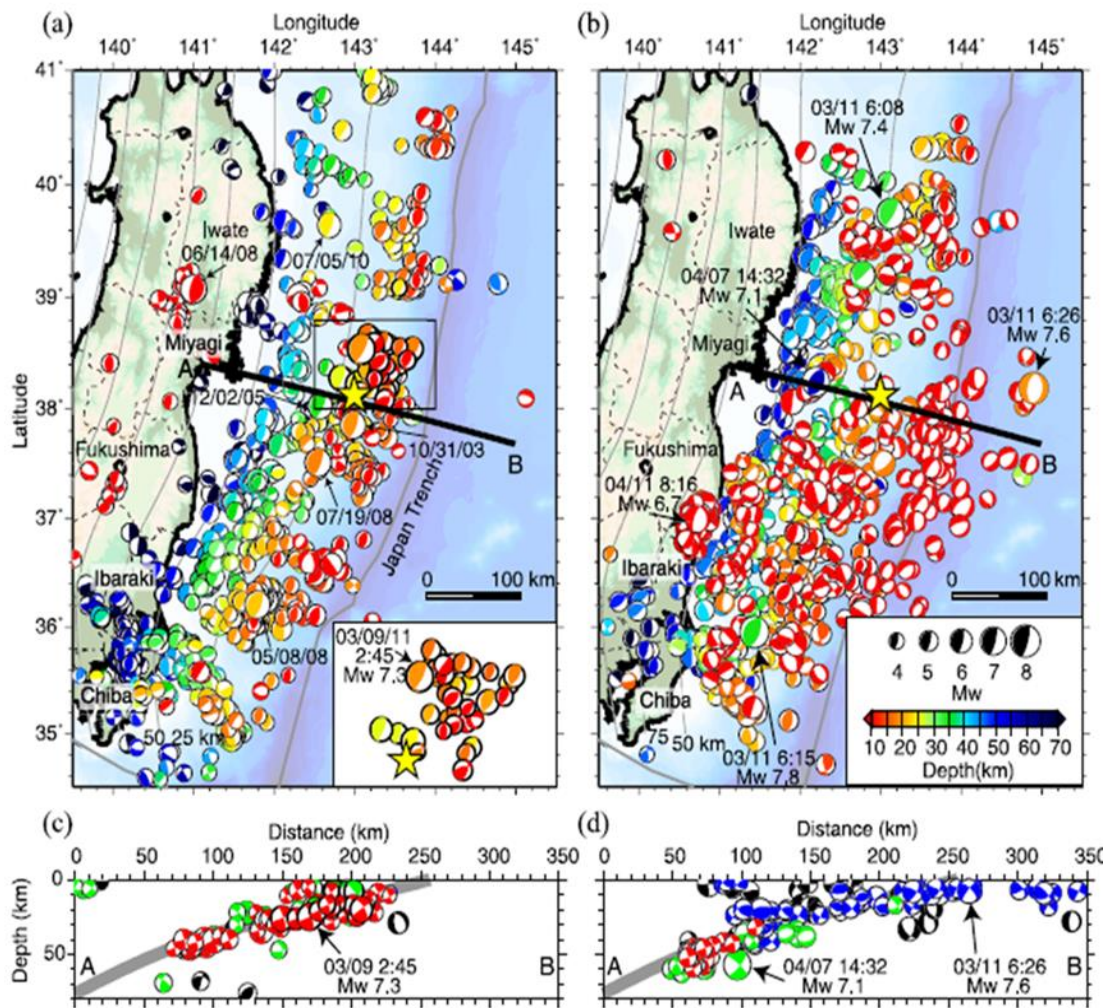 (a)
Longitude
140° 141° 142° 143° 144° 145°
41°
40°
39°
38°
37°
36°
35°
Latitude
Iwate
06/14/08
07/05/10
Miyagi
A
12/02/05
Fukushima
10/31/03
B
07/19/08
Japan Trench
Ibaraki
0 100 km
05/08/08
Chiba
50 25 km
03/09/11
2:45
Mw 7.3
(b)
Longitude
140° 141° 142° 143° 144° 145°
03/11 6:08
Mw 7.4
Iwate
04/07 14:32
Mw 7.1
03/11 6:26
Mw 7.6
Miyagi
A
Fukushima
B
04/11 8:16
Mw 6.7
Ibaraki
0 100 km
Chiba
75 50 km
03/11 6:15
Mw 7.8
4 5 6 7 8
Mw
10 20 30 40 50 60 70
Depth(km)
(c)
Distance (km)
0 50 100 150 200 250 300 350
0
50
Depth (km)
A
B
03/09 2:45
Mw 7.3
(d)
Distance (km)
0 50 100 150 200 250 300 350
A
B
04/07 14:32
Mw 7.1
03/11 6:26
Mw 7.6